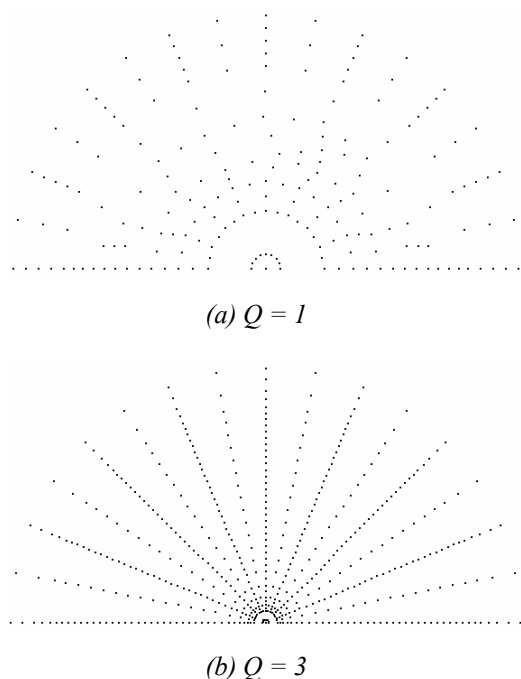 (a) Q = 1
(b) Q = 3